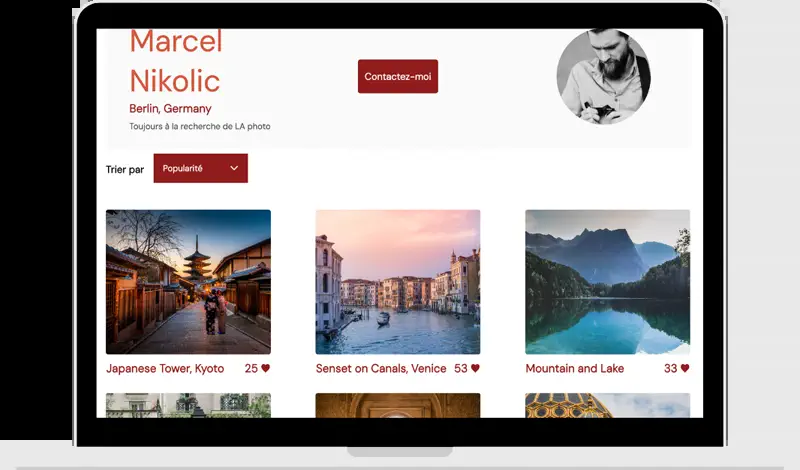 Marcel
Nikolic
Contactez-moi
Berlin, Germany
Toujours à la recherche de LA photo
Trier par
Popularité
Japanese Tower, Kyoto 25
Senset on Canals, Venice 53
Mountain and Lake 33